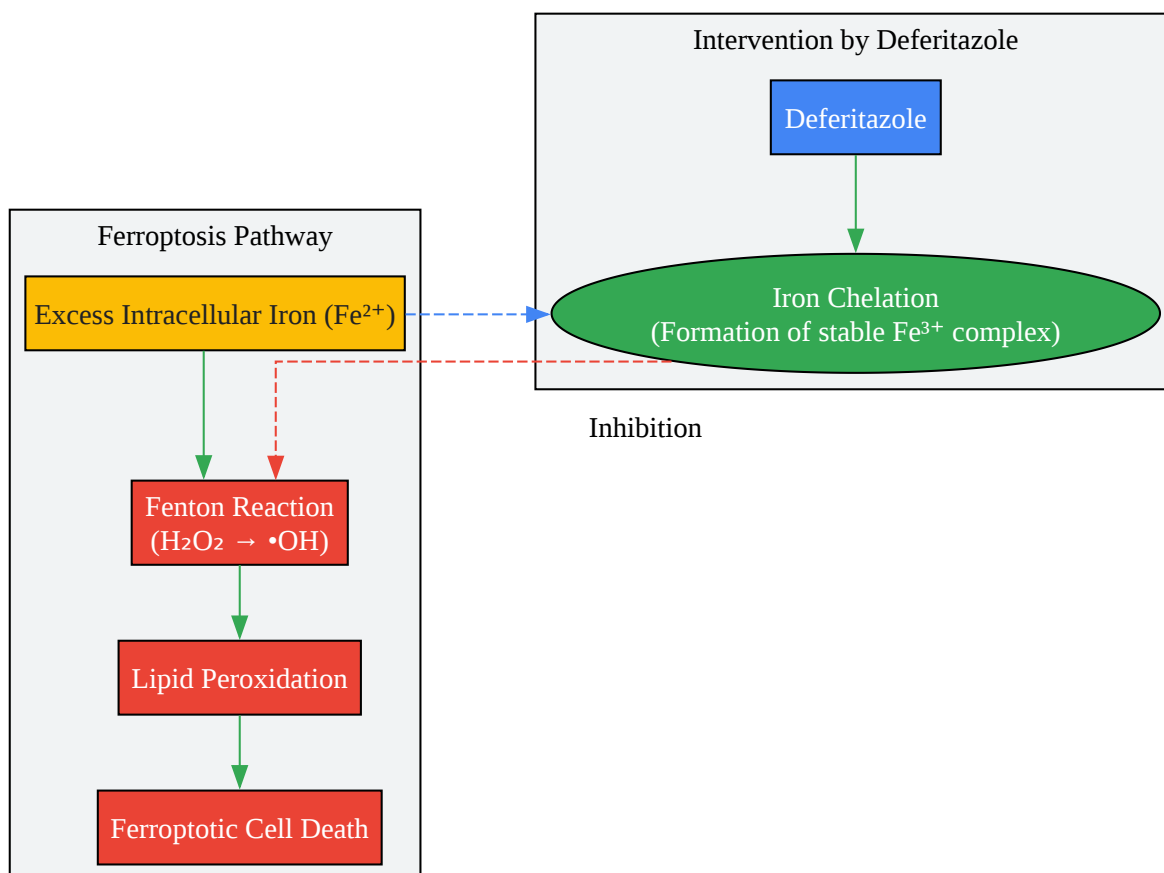 Intervention by Deferitazole
Deferitazole
Iron Chelation
(Formation of stable Fe³⁺ complex)
Inhibition
Ferroptosis Pathway
Excess Intracellular Iron (Fe²⁺)
Fenton Reaction
(H₂O₂ → •OH)
Lipid Peroxidation
Ferroptotic Cell Death